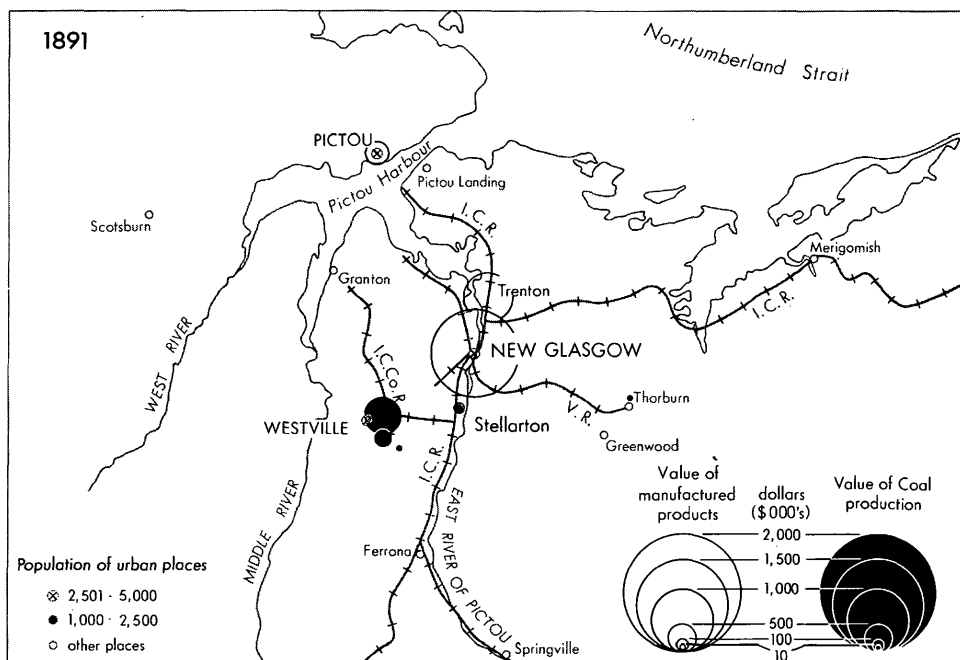 1891
Northumberland Strait
PICTOU
Pictou Harbour
Pictou Landing
Scotsburn
I.C.R.
Merigomish
Granton
Trenton
I.C.R.
WEST RIVER
NEW GLASGOW
I.C.Co.R
Thorburn
V.R.
WESTVILLE
Stellarton
Greenwood
I.C.R.
MIDDLE RIVER
EAST RIVER OF PICTOU
Ferrona
Springville
Population of urban places
2,501 - 5,000
1,000 - 2,500
other places
Value of manufactured products
dollars ($000's)
Value of Coal production
2,000
1,500
1,000
500
100
10